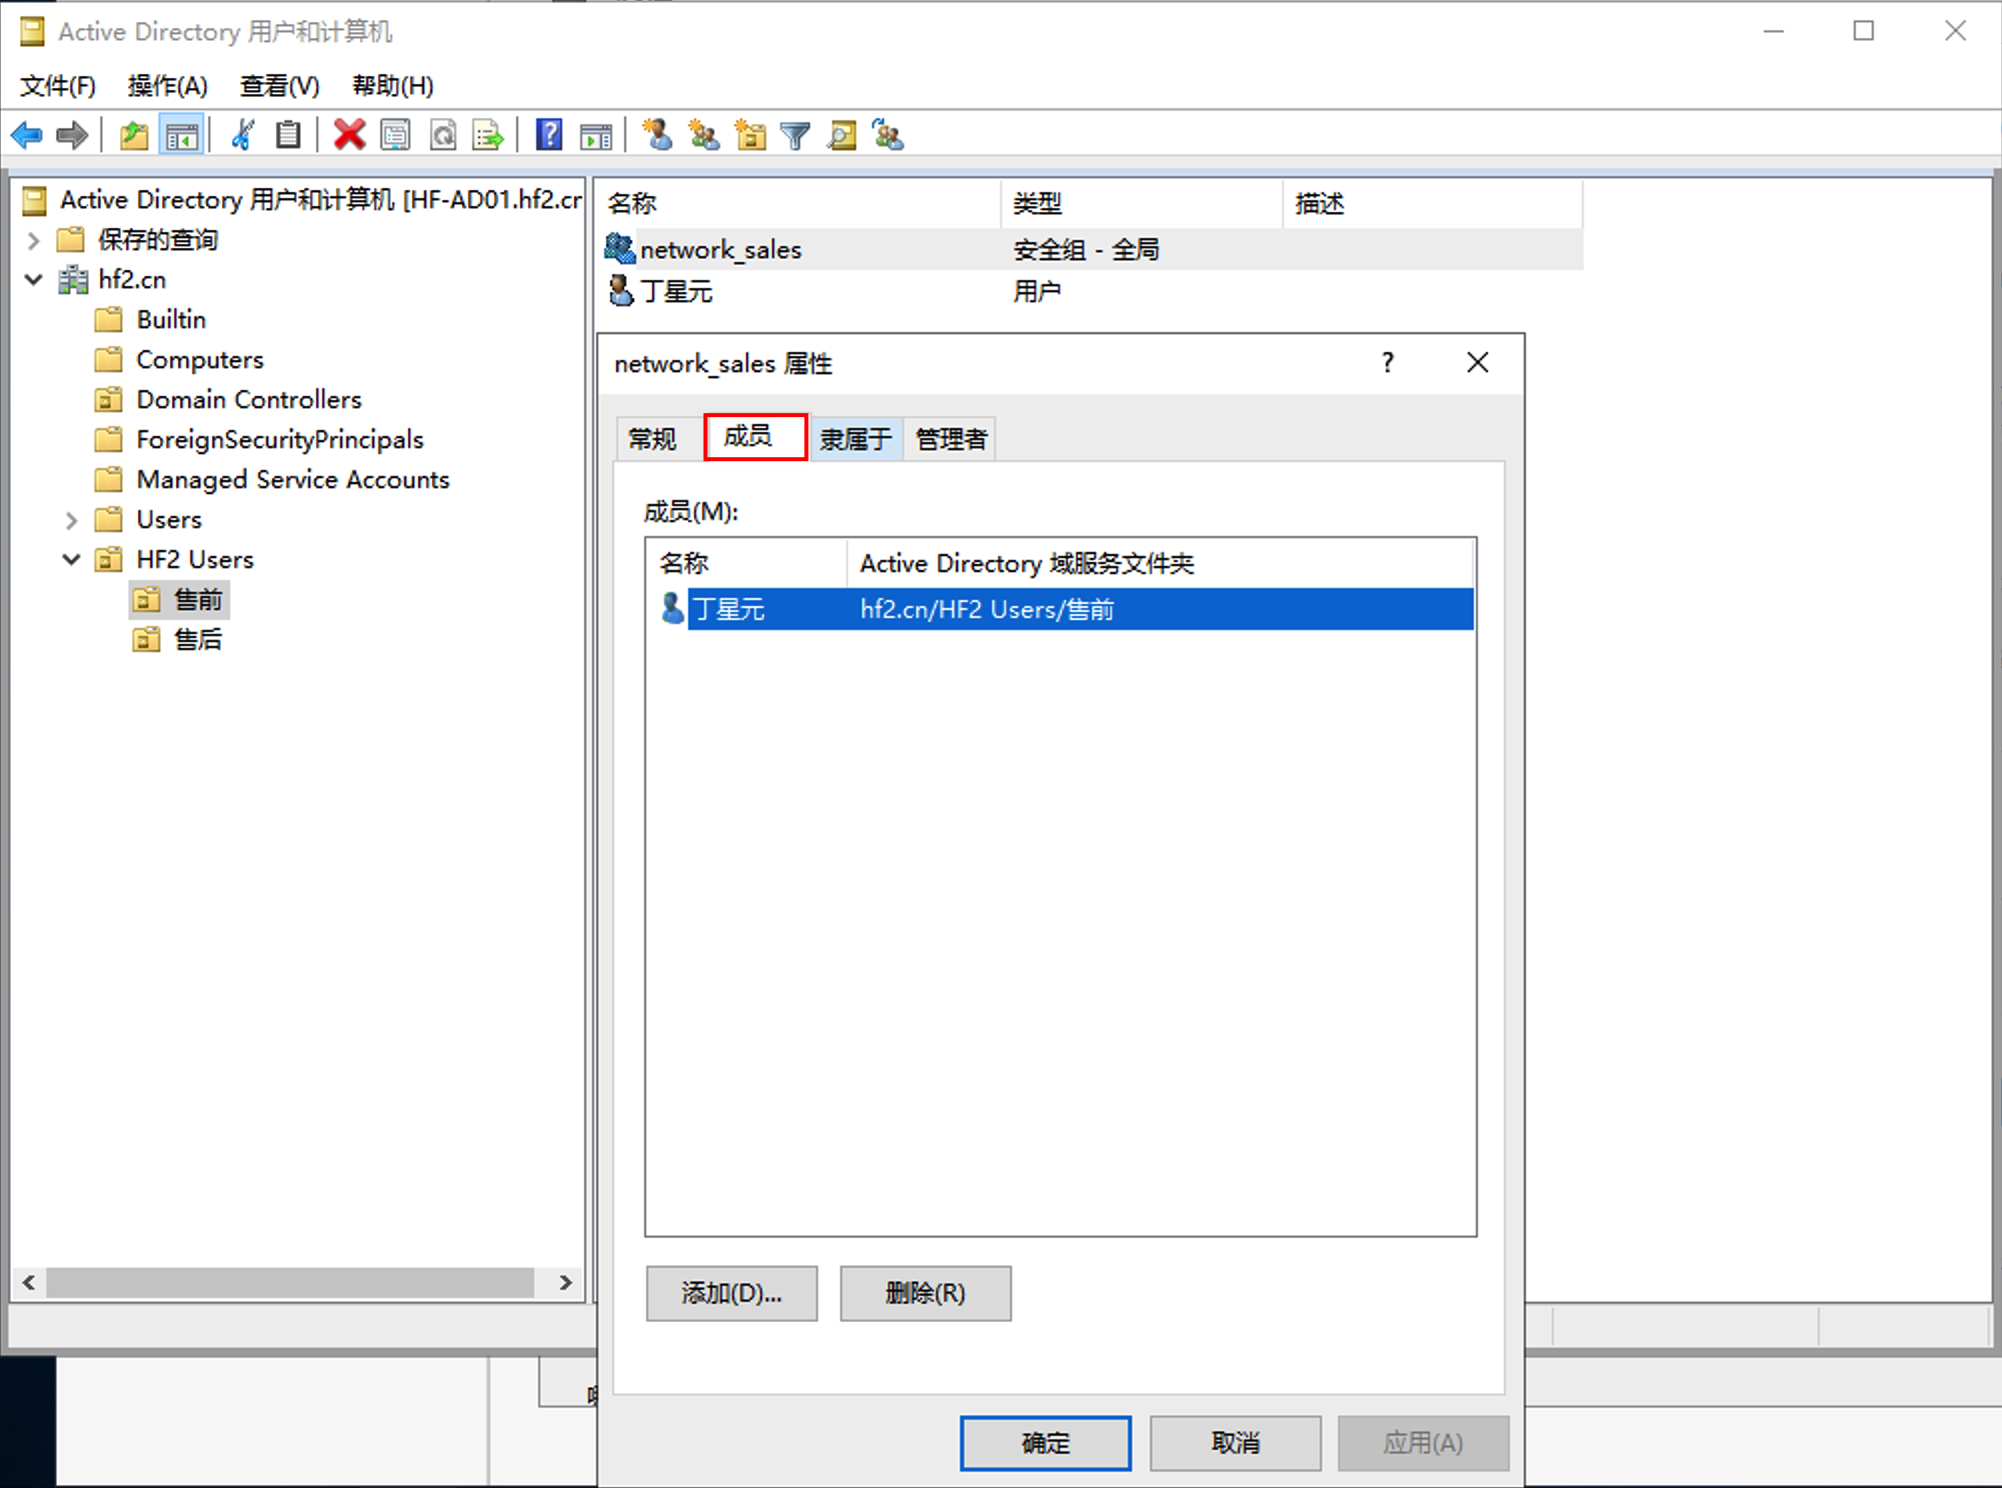 Active Directory 用户和计算机
文件(F) 操作(A) 查看(V) 帮助(H)
Active Directory 用户和计算机 [HF-AD01.hf2.cn
保存的查询
hf2.cn
Builtin
Computers
Domain Controllers
ForeignSecurityPrincipals
Managed Service Accounts
Users
HF2 Users
售前
售后
名称 类型 描述
network_sales 安全组 - 全局
丁星元 用户
network_sales 属性
?
常规 成员 隶属于 管理者
成员(M):
名称 Active Directory 域服务文件夹
丁星元 hf2.cn/HF2 Users/售前
添加(D)... 删除(R)
确定 取消 应用(A)